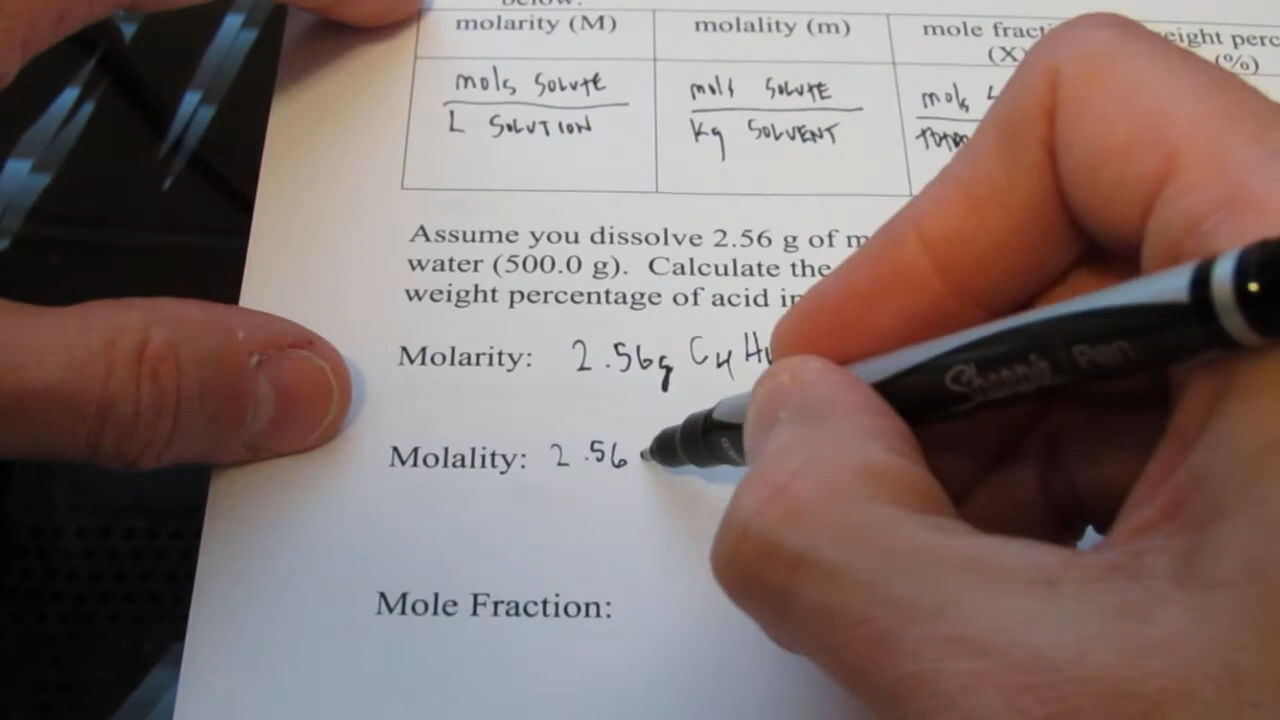 below:
molarity (M) molality (m) mole fract eight perc
(X) (%)
mols SOLUTE mols SOLUTE mols
L SOLUTION Kg SOLVENT
Assume you dissolve 2.56 g of m
water (500.0 g). Calculate the
weight percentage of acid in
Molarity: 2.56g C4 H
Molality: 2.56
Mole Fraction: